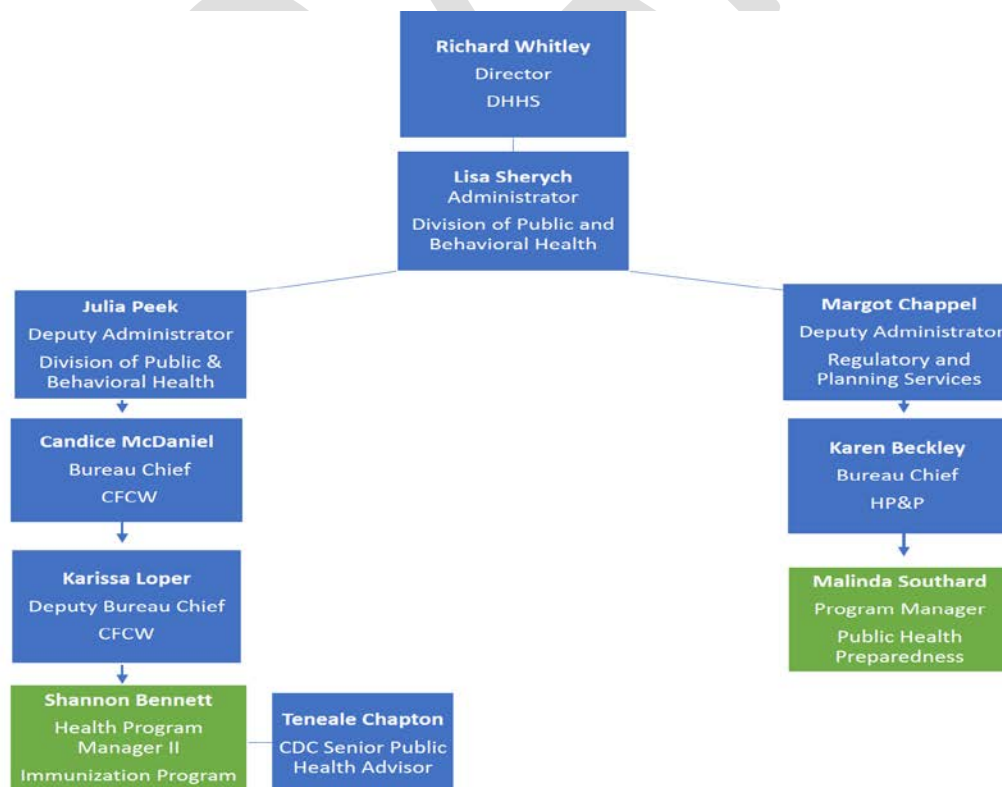 Richard Whitley
Director
DHHS
Lisa Sherych
Administrator
Division of Public and
Behavioral Health
Julia Peek
Deputy Administrator
Division of Public &
Behavioral Health
Margot Chappel
Deputy Administrator
Regulatory and
Planning Services
Candice McDaniel
Bureau Chief
CFCW
Karen Beckley
Bureau Chief
HP&P
Karissa Loper
Deputy Bureau Chief
CFCW
Malinda Southard
Program Manager
Public Health
Preparedness
Shannon Bennett
Health Program
Manager II
Immunization Program
Teneale Chapton
CDC Senior Public
Health Advisor